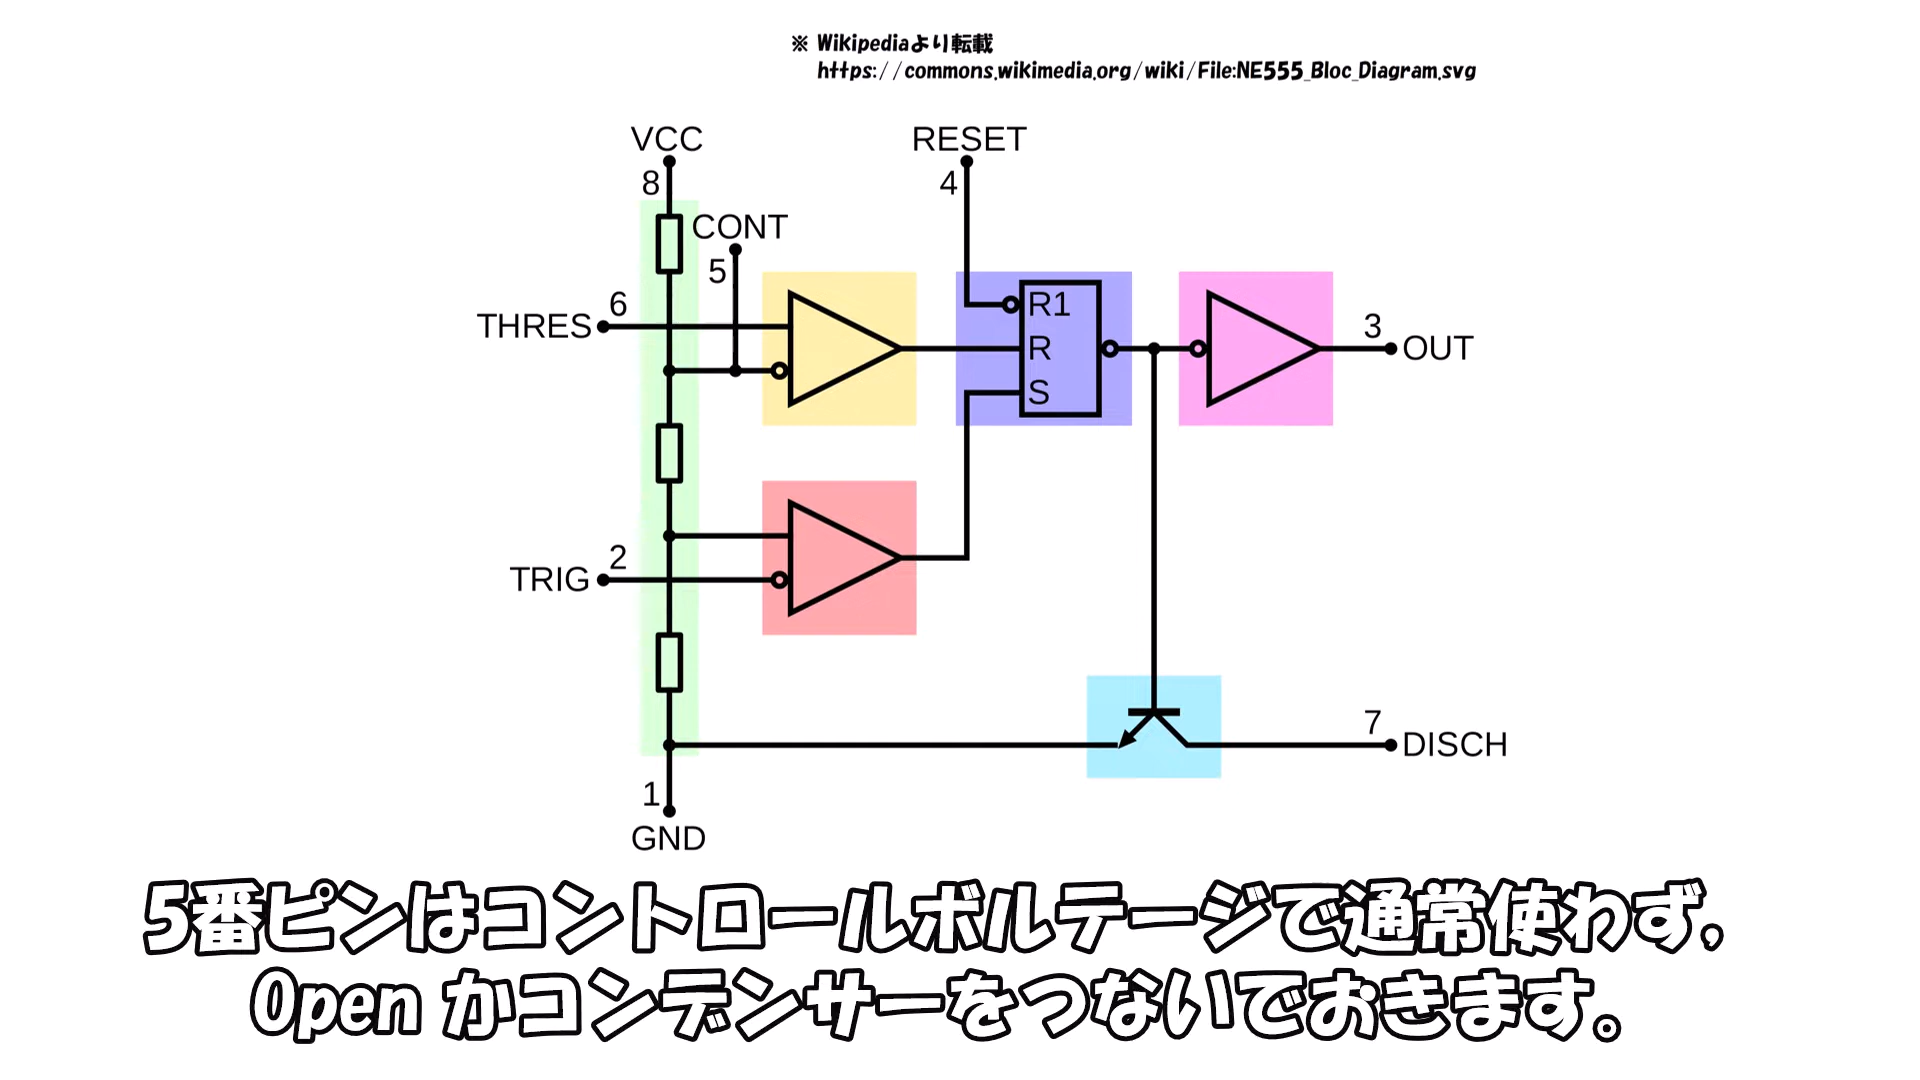 ※ Wikipediaより転載
https://commons.wikimedia.org/wiki/File:NE555_Bloc_Diagram.svg
VCC
RESET
8
4
CONT
5
6
THRES
R1
R
S
3
OUT
2
TRIG
7
DISCH
1
GND
5番ピンはコントロールボルテージで通常使わず,
Open かコンデンサーをつないでおきます。